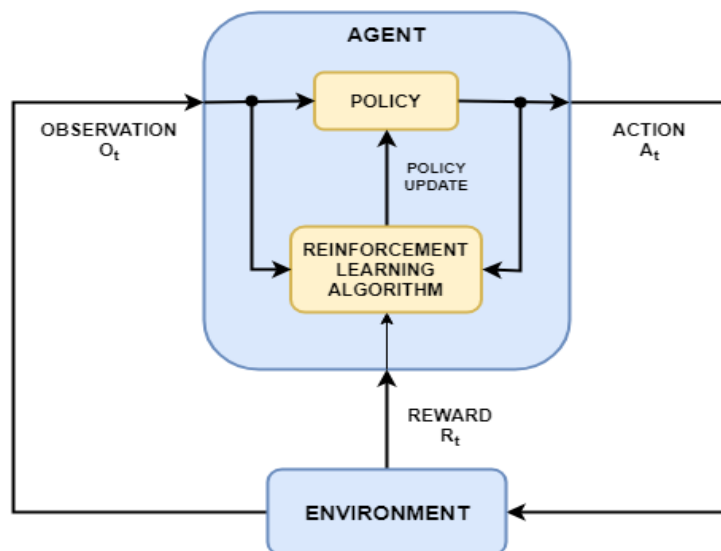 AGENT
POLICY
OBSERVATION
Oₜ
ACTION
Aₜ
POLICY
UPDATE
REINFORCEMENT
LEARNING
ALGORITHM
REWARD
Rₜ
ENVIRONMENT